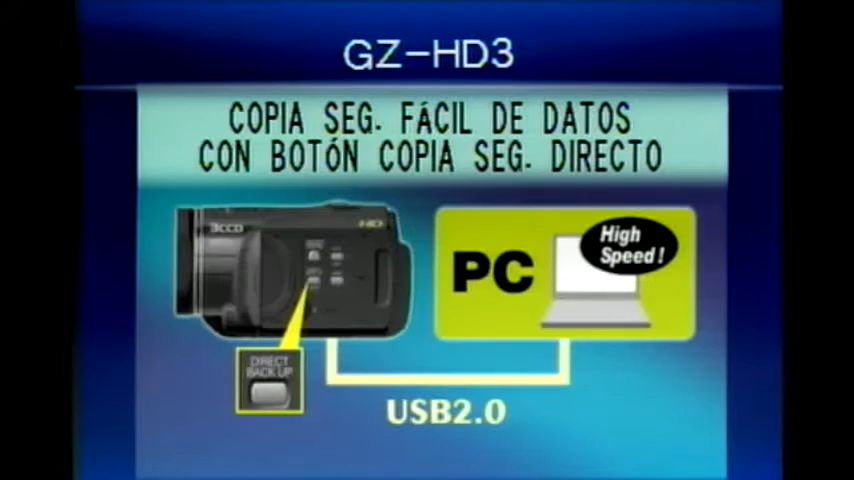 GZ-HD3
COPIA SEG. FÁCIL DE DATOS
CON BOTÓN COPIA SEG. DIRECTO
3CCD
HD
PC
High
Speed!
DIRECT
BACK UP
USB2.0